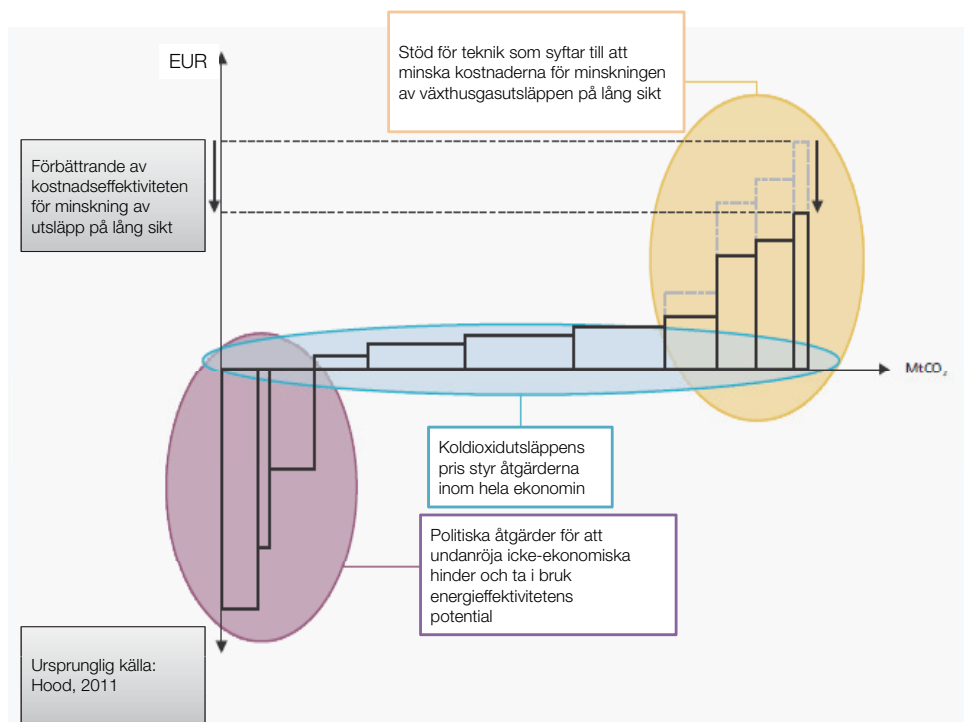 EUR
Stöd för teknik som syftar till att
minska kostnaderna för minskningen
av växthusgasutsläppen på lång sikt
Förbättrande av
kostnadseffektiviteten
för minskning av
utsläpp på lång sikt
MtCO₂
Koldioxidutsläppens
pris styr åtgärderna
inom hela ekonomin
Politiska åtgärder för att
undanröja icke-ekonomiska
hinder och ta i bruk
energieffektivitetens
potential
Ursprunglig källa:
Hood, 2011